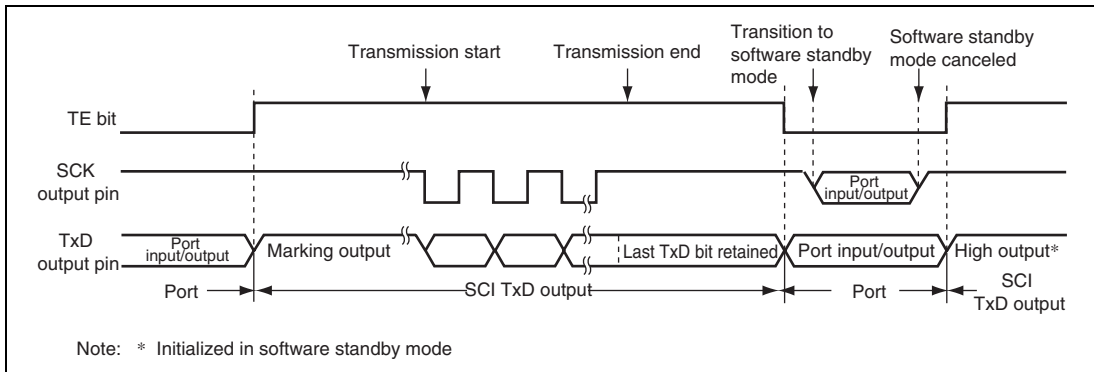 Transmission start
Transmission end
Transition to
software standby
mode
Software standby
mode canceled
TE bit
SCK
output pin
Port
input/output
TxD
output pin
Port
input/output
Marking output
Last TxD bit retained
Port input/output
High output*
Port
SCI TxD output
Port
SCI
TxD output
Note: * Initialized in software standby mode